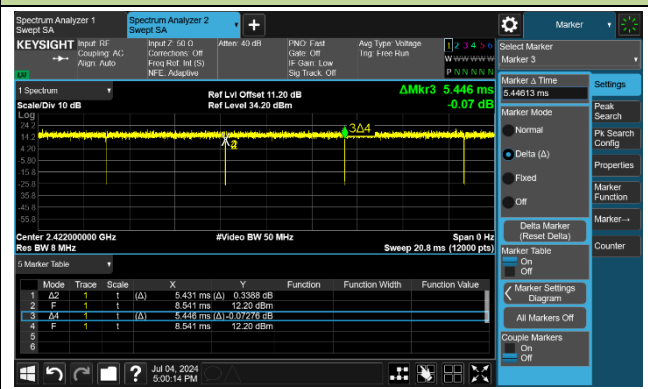 Spectrum Analyzer 1
Swept SA
Spectrum Analyzer 2
Swept SA
Marker
KEYSIGHT
Input: RF
Coupling: AC
Align: Auto
Input Z: 50 Ω
Corrections: Off
Freq Ref: Int (S)
NFE: Adaptive
Atten: 40 dB
PNO: Fast
Gate: Off
IF Gain: Low
Sig Track: Off
Avg Type: Voltage
Trig: Free Run
1 2 3 4 5 6
W W W W W W
P N N N N N
Select Marker
Marker 3
1 Spectrum
Scale/Div 10 dB
Ref Lvl Offset 11.20 dB
Ref Level 34.20 dBm
ΔMkr3 5.446 ms
-0.07 dB
Log
24.2
14.2
4.20
-5.80
-15.8
-25.8
-35.8
-45.8
-55.8
3Δ4
2
Center 2.422000000 GHz
Res BW 8 MHz
#Video BW 50 MHz
Span 0 Hz
Sweep 20.8 ms (12000 pts)
Marker Δ Time
5.44613 ms
Marker Mode
Normal
Delta (Δ)
Fixed
Off
Delta Marker
(Reset Delta)
Marker Table
On
Off
Marker Settings
Diagram
All Markers Off
Couple Markers
On
Off
Settings
Peak
Search
Pk Search
Config
Properties
Marker
Function
Marker→
Counter
5 Marker Table
Mode Trace Scale X Y Function Function Width Function Value
1 Δ2 1 t (Δ) 5.431 ms (Δ) 0.3388 dB
2 F 1 t 8.541 ms 12.20 dBm
3 Δ4 1 t (Δ) 5.446 ms (Δ) -0.07276 dB
4 F 1 t 8.541 ms 12.20 dBm
5
6
Jul 04, 2024
5:00:14 PM